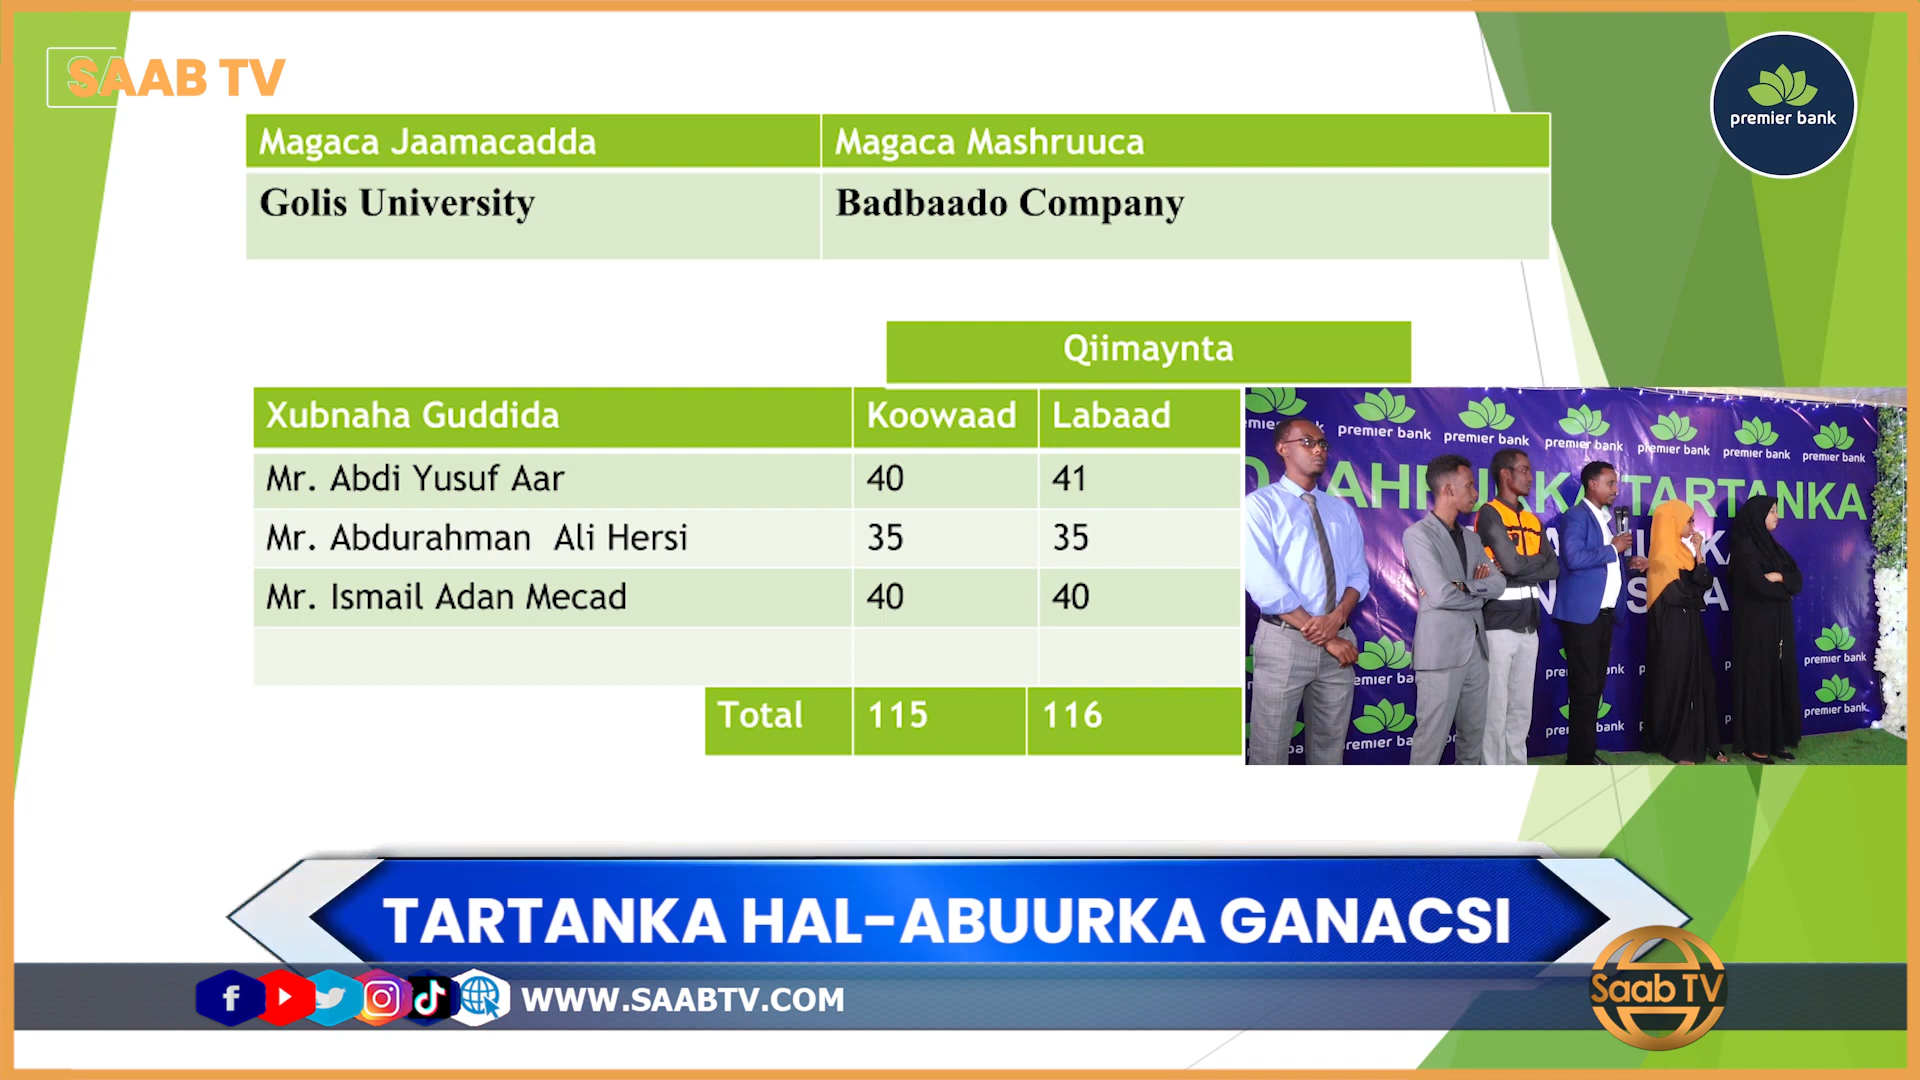 SAAB TV
premier bank
Magaca Jaamacadda Magaca Mashruuca
Golis University Badbaado Company
Qiimaynta
Xubnaha Guddida Koowaad Labaad
Mr. Abdi Yusuf Aar 40 41
Mr. Abdurahman Ali Hersi 35 35
Mr. Ismail Adan Mecad 40 40
Total 115 116
premier bank premier bank premier bank premier bank premier bank premier bank
TARTANKA
premier bank
premier bank
TARTANKA HAL-ABUURKA GANACSI
WWW.SAABTV.COM
Saab TV